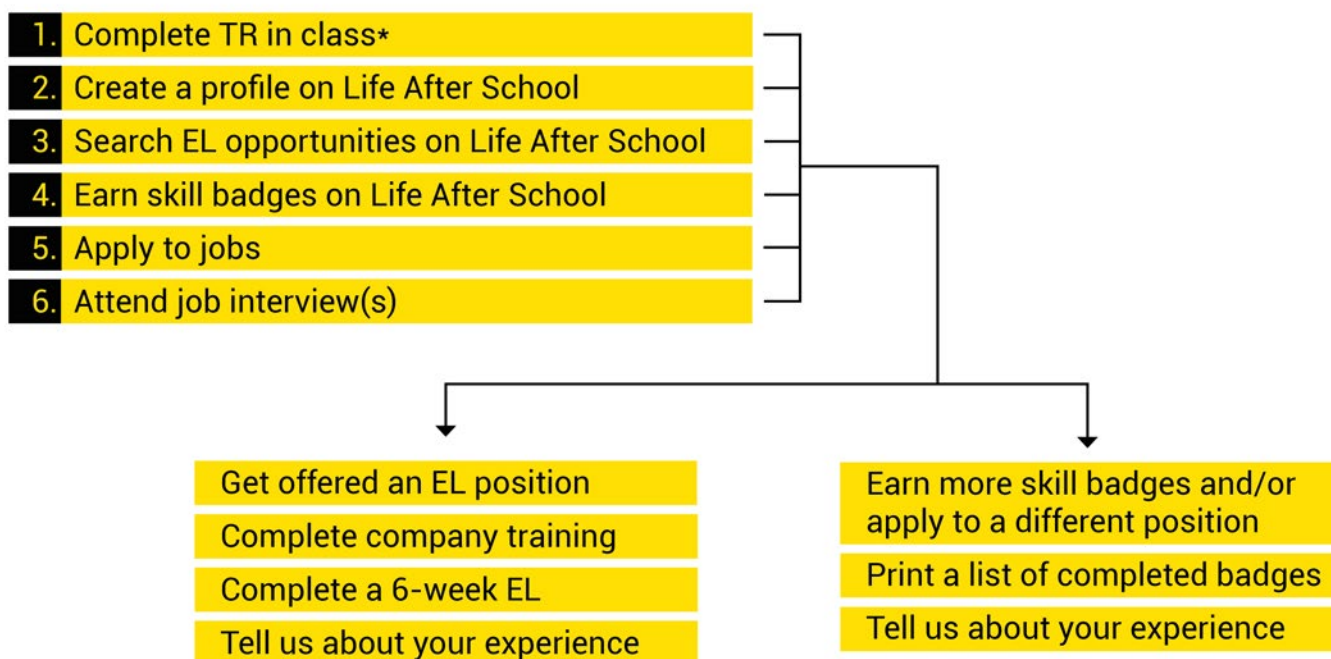 1. Complete TR in class*
2. Create a profile on Life After School
3. Search EL opportunities on Life After School
4. Earn skill badges on Life After School
5. Apply to jobs
6. Attend job interview(s)
Get offered an EL position
Complete company training
Complete a 6-week EL
Tell us about your experience
Earn more skill badges and/or
apply to a different position
Print a list of completed badges
Tell us about your experience